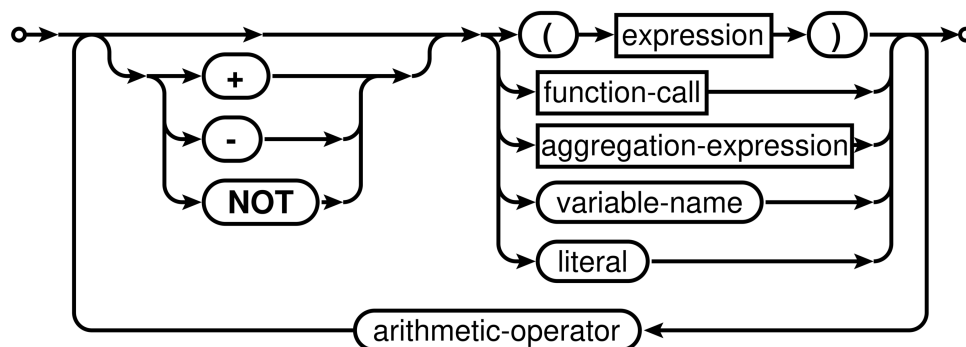 ( expression )
+
function-call
-
aggregation-expression
NOT
variable-name
literal
arithmetic-operator